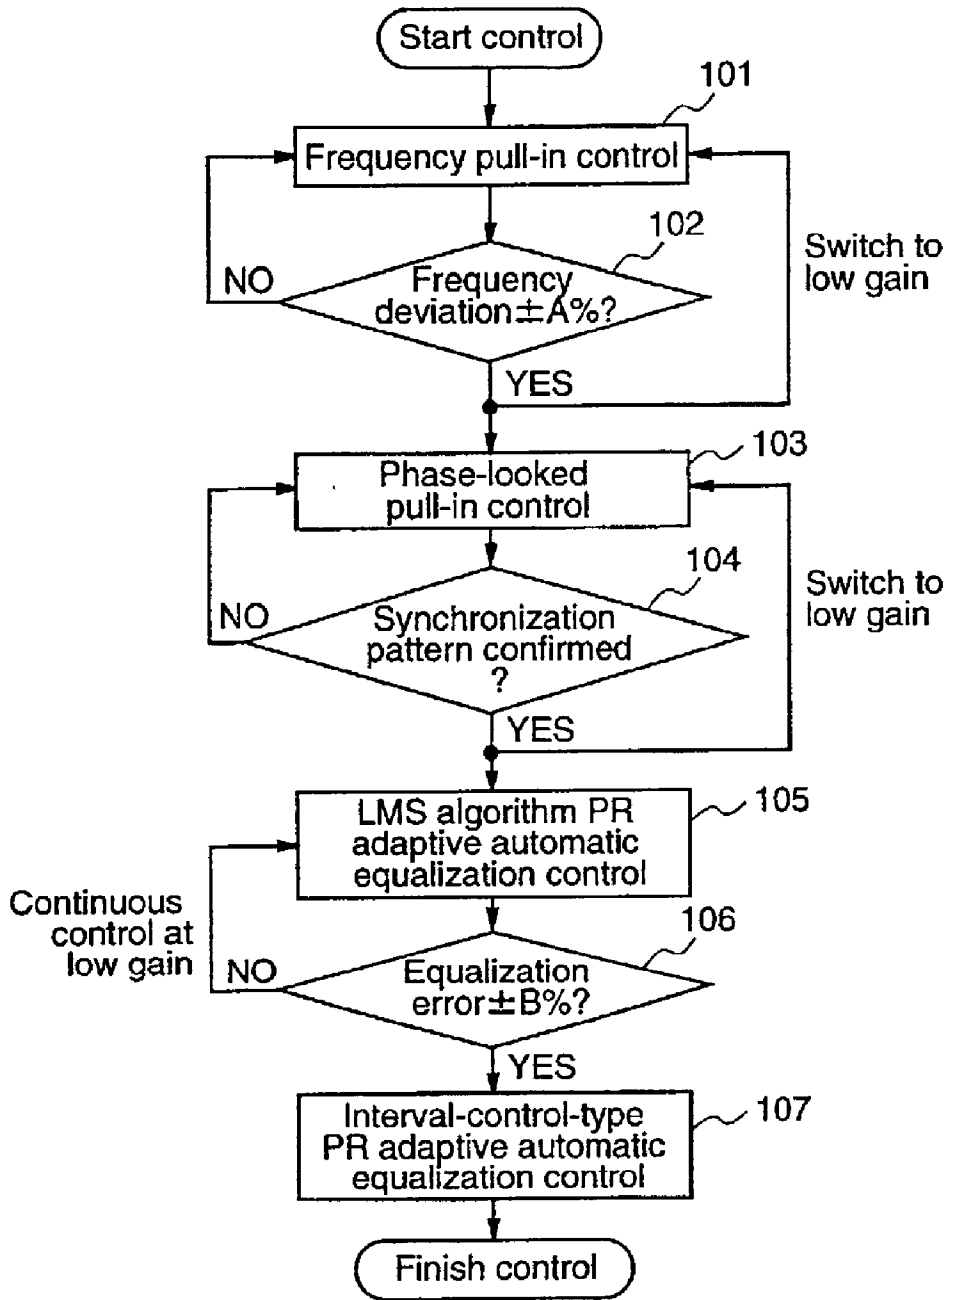 Start control
101
Frequency pull-in control
102
Frequency
deviation±A%?
NO
Switch to
low gain
YES
103
Phase-looked
pull-in control
104
NO
Synchronization
pattern confirmed
?
Switch to
low gain
YES
105
LMS algorithm PR
adaptive automatic
equalization control
Continuous
control at
low gain
106
NO
Equalization
error±B%?
YES
107
Interval-control-type
PR adaptive automatic
equalization control
Finish control